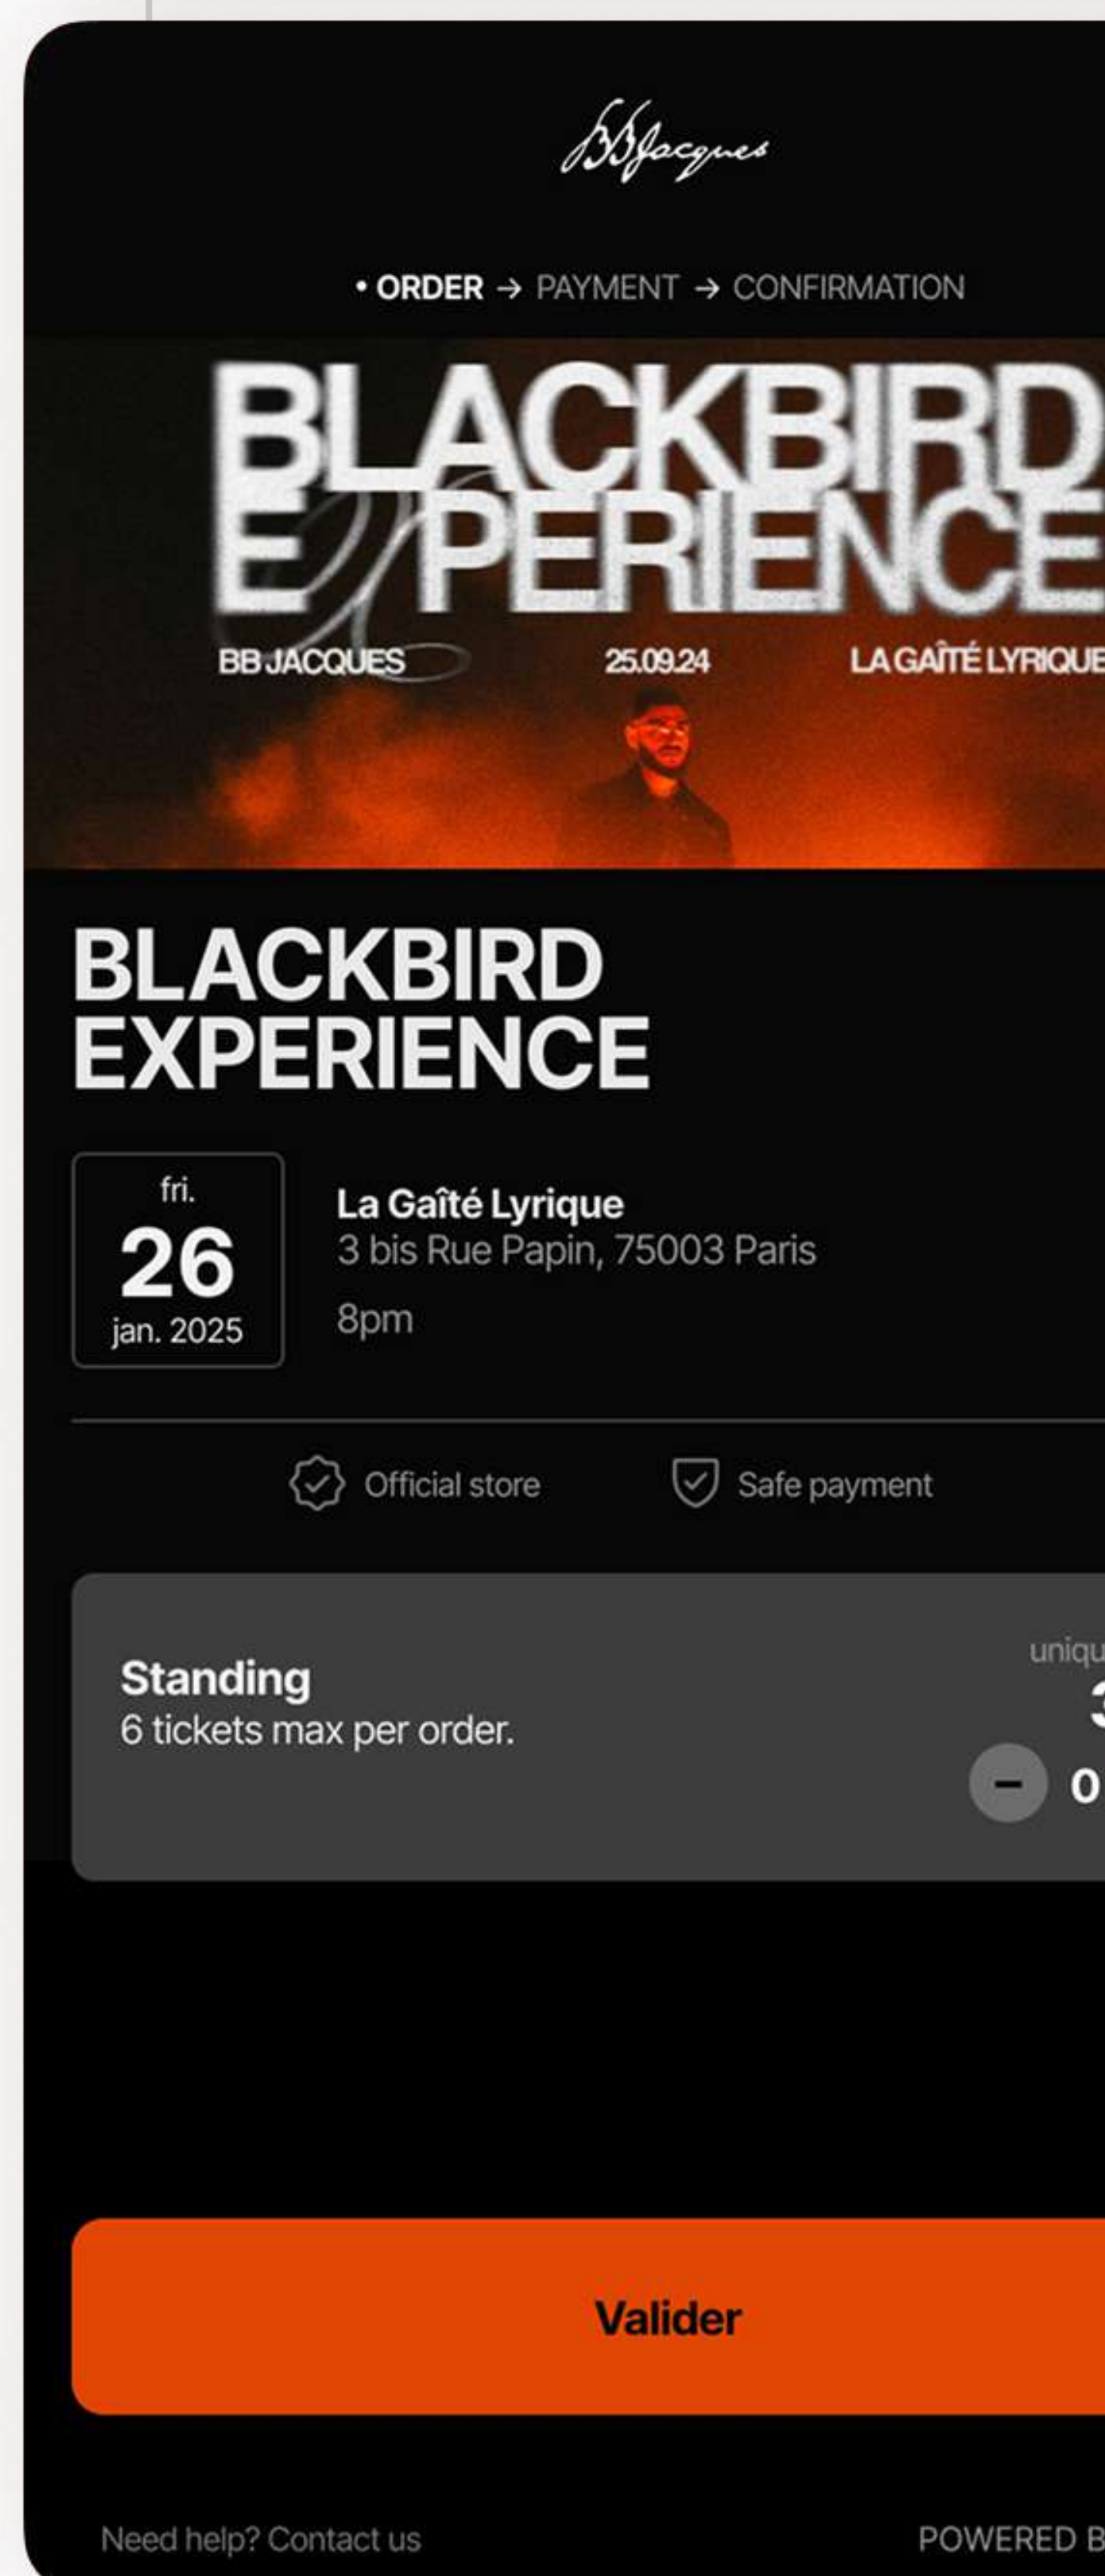 BBJacques
• ORDER → PAYMENT → CONFIRMATION
BLACKBIRD
EXPERIENCE
BB JACQUES 25.09.24 LA GAÎTÉ LYRIQUE
BLACKBIRD
EXPERIENCE
fri.
26
jan. 2025
La Gaîté Lyrique
3 bis Rue Papin, 75003 Paris
8pm
Official store Safe payment
Standing
6 tickets max per order.
0
Valider
Need help? Contact us
POWERED